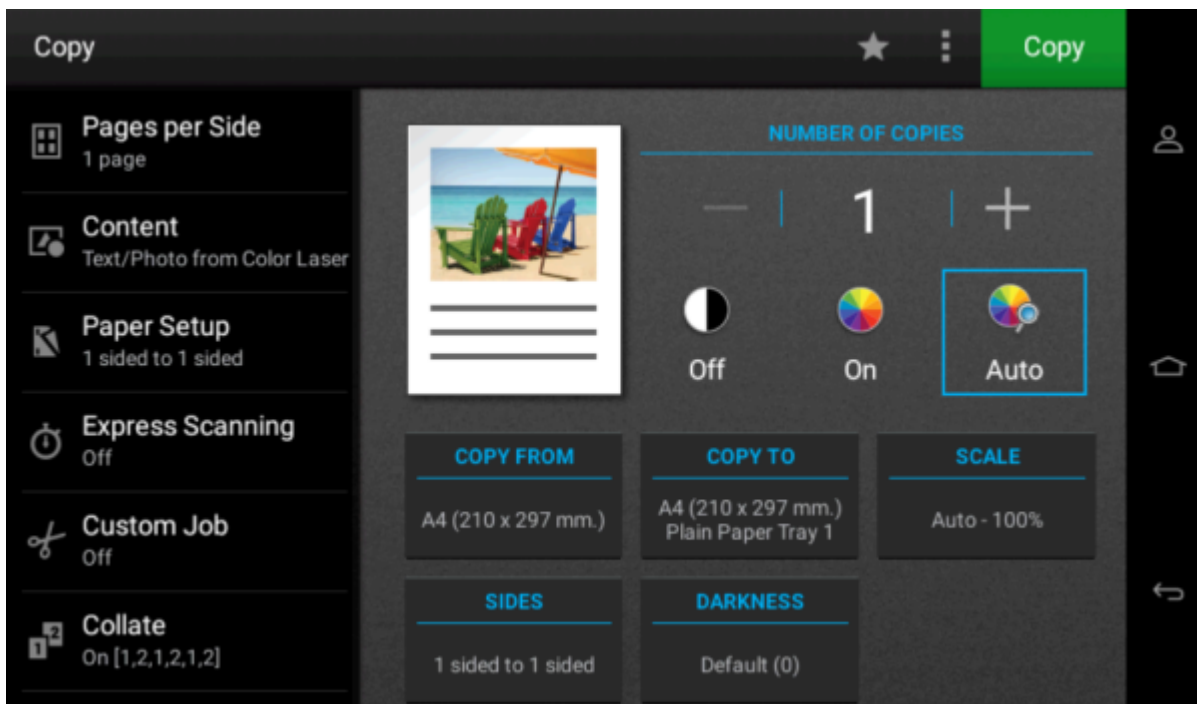 Copy
Copy
Pages per Side
1 page
Content
Text/Photo from Color Laser
Paper Setup
1 sided to 1 sided
Express Scanning
Off
Custom Job
Off
Collate
On [1,2,1,2,1,2]
NUMBER OF COPIES
1
Off
On
Auto
COPY FROM
A4 (210 x 297 mm.)
COPY TO
A4 (210 x 297 mm.)
Plain Paper Tray 1
SCALE
Auto - 100%
SIDES
1 sided to 1 sided
DARKNESS
Default (0)